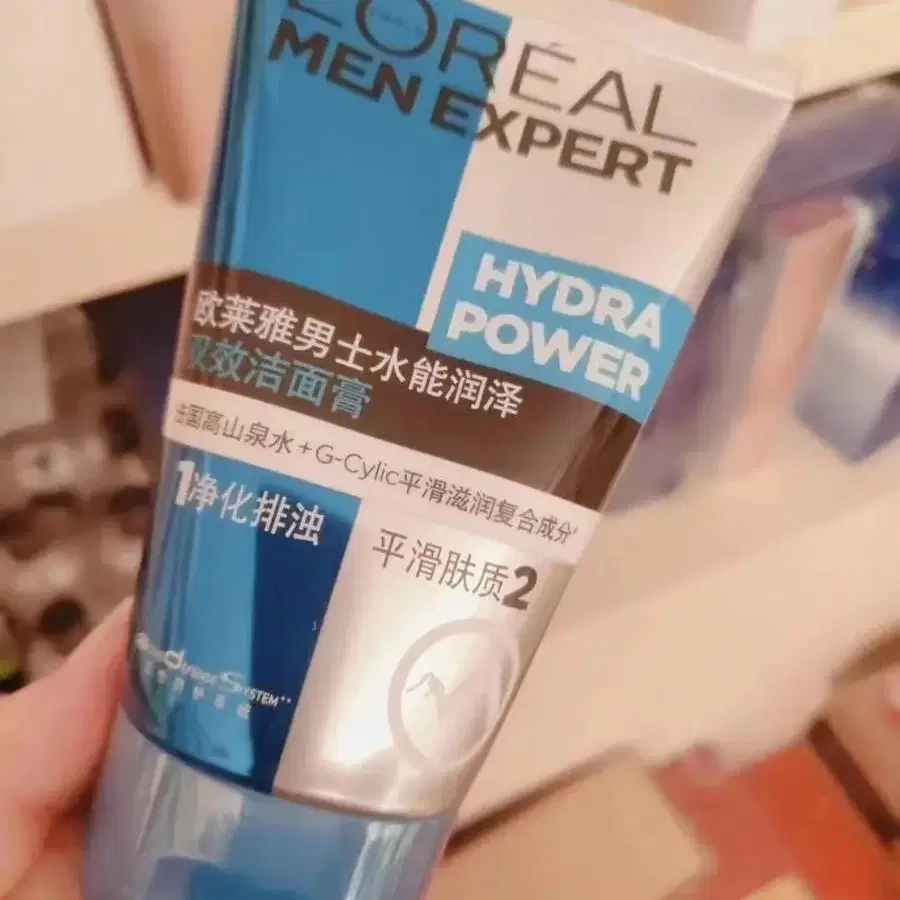 L'ORÉAL
MEN EXPERT
HYDRA
POWER
欧莱雅男士水能润泽
双效洁面膏
法国高山泉水+G-Cylic平滑滋润复合成分*
1净化排浊
平滑肤质2
SYSTEM**